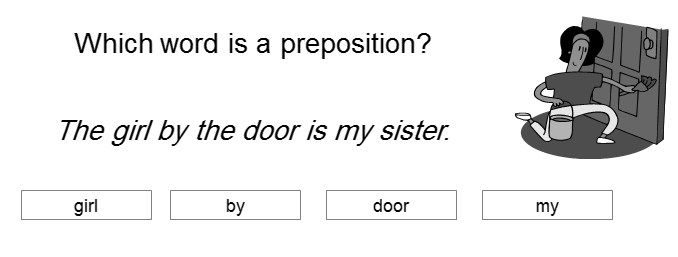 Which word is a preposition?
The girl by the door is my sister.
girl by door my